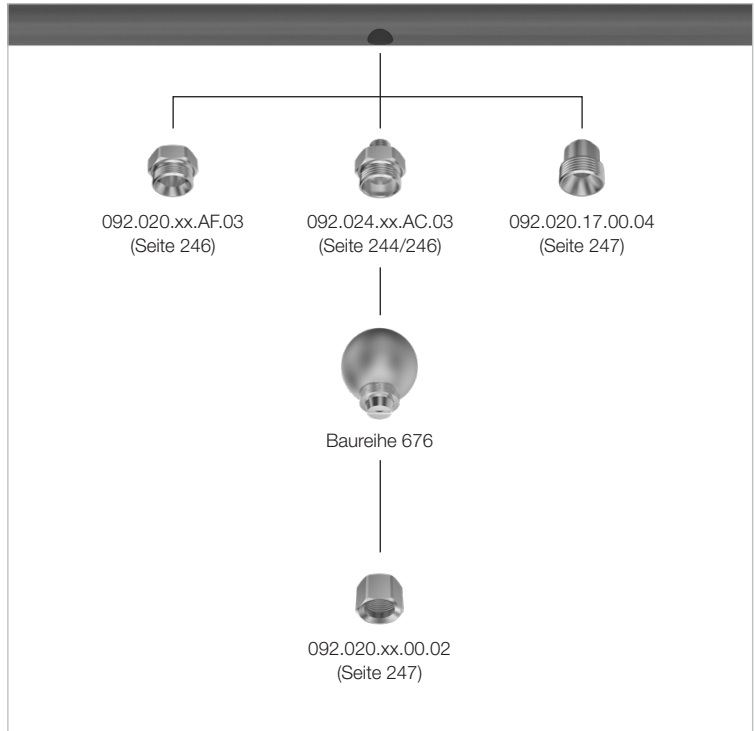 092.020.xx.AF.03
(Seite 246)
092.024.xx.AC.03
(Seite 244/246)
092.020.17.00.04
(Seite 247)
Baureihe 676
092.020.xx.00.02
(Seite 247)